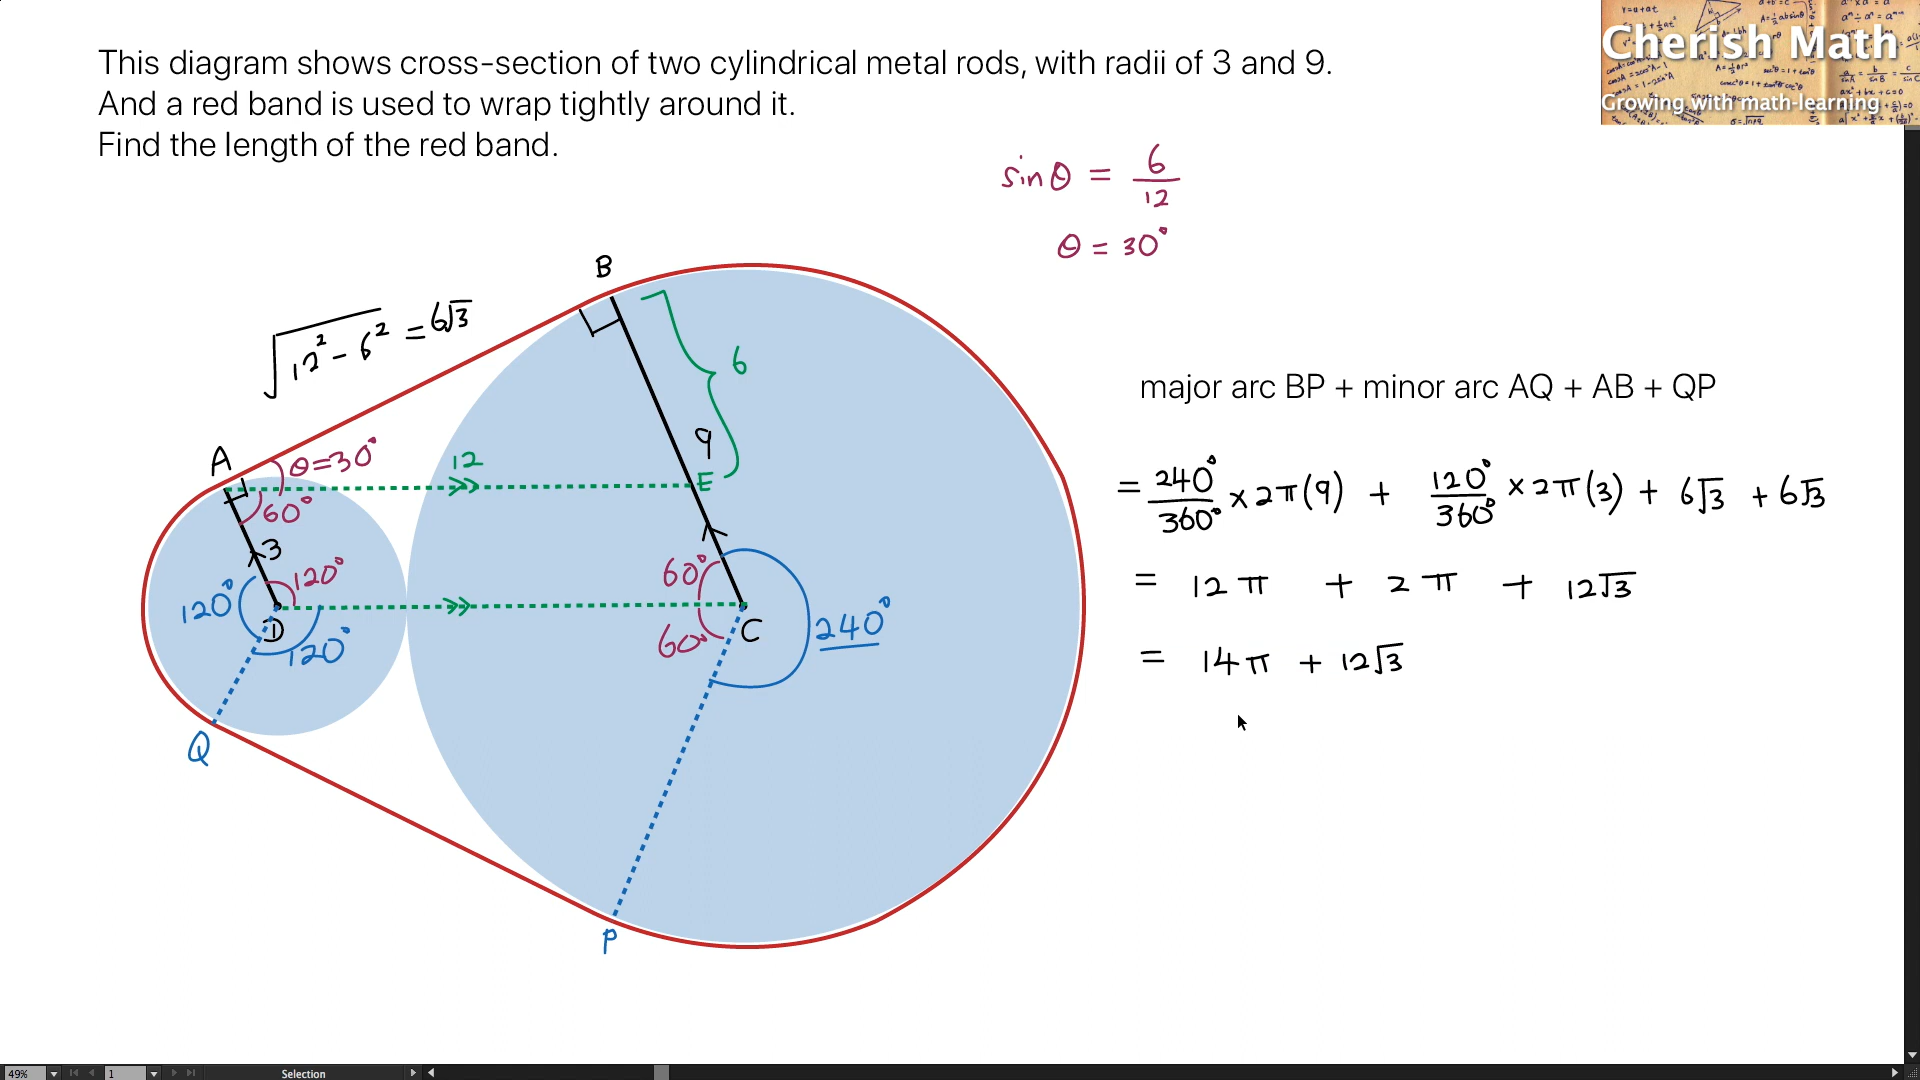 This diagram shows cross-section of two cylindrical metal rods, with radii of 3 and 9.
And a red band is used to wrap tightly around it.
Find the length of the red band.
Cherish Math
Growing with math-learning
sinθ = 6/12
θ = 30°
B
√(12² - 6²) = 6√3
6
9
A
θ=30°
12
E
60°
3
120°
60°
120°
D
120°
60°
C
240°
Q
P
major arc BP + minor arc AQ + AB + QP
= 240°/360° × 2π(9) + 120°/360° × 2π(3) + 6√3 + 6√3
= 12π + 2π + 12√3
= 14π + 12√3
49%
1
Selection